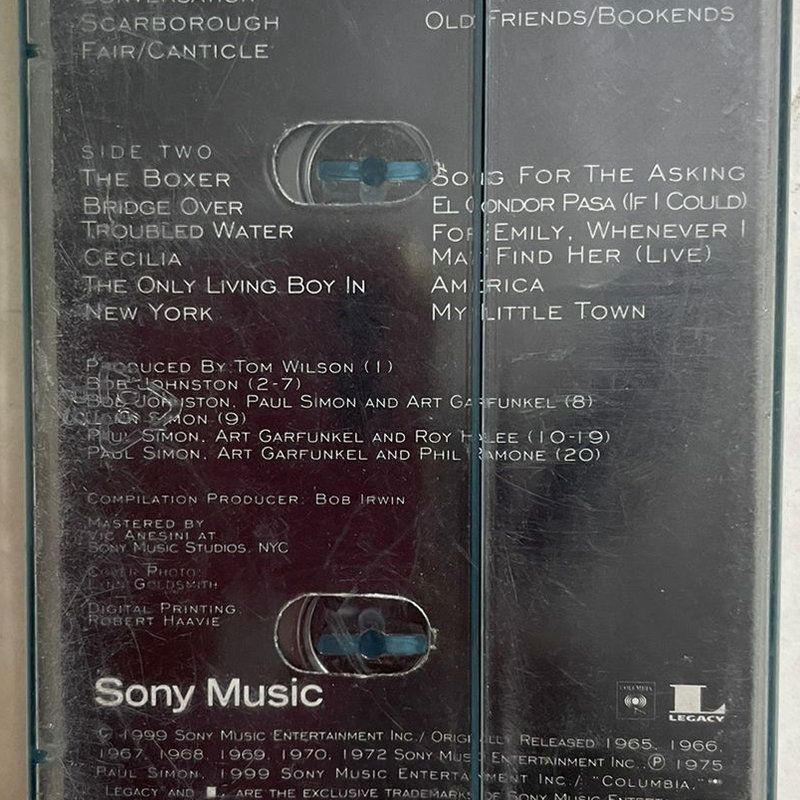 Scarborough
Fair/Canticle
Old Friends/Bookends
Side Two
The Boxer
Bridge Over
Troubled Water
Cecilia
The Only Living Boy In
New York
Song For The Asking
El Condor Pasa (If I Could)
For Emily, Whenever I
May Find Her (Live)
America
My Little Town
Produced By: Tom Wilson (1)
Bob Johnston (2-7)
Bob Johnston, Paul Simon and Art Garfunkel (8)
Simon (9)
Paul Simon, Art Garfunkel and Roy Halee (10-19)
Paul Simon, Art Garfunkel and Phil Ramone (20)
Compilation Producer: Bob Irwin
Mastered by
Vic Anesini at
Sony Music Studios, NYC
Cover Photo:
Goldsmith
Digital Printing:
Robert Haavie
Sony Music
COLUMBIA
L
LEGACY
© 1999 Sony Music Entertainment Inc./ Originally Released 1965, 1966,
1967, 1968, 1969, 1970, 1972 Sony Music Entertainment Inc., ℗ 1975
Paul Simon, 1999 Sony Music Entertainment Inc./ "Columbia,"
Legacy" and L are the exclusive trademarks of Sony Music